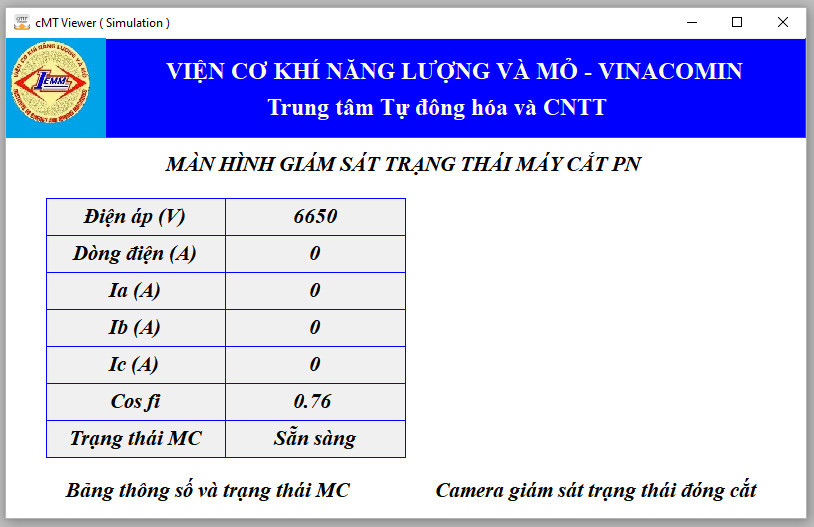 cMT Viewer ( Simulation )
VIỆN CƠ KHÍ NĂNG LƯỢNG VÀ MỎ - VINACOMIN
Trung tâm Tự đông hóa và CNTT
IEMM
MÀN HÌNH GIÁM SÁT TRẠNG THÁI MÁY CẮT PN
Điện áp (V) 6650
Dòng điện (A) 0
Ia (A) 0
Ib (A) 0
Ic (A) 0
Cos fi 0.76
Trạng thái MC Sẵn sàng
Bảng thông số và trạng thái MC
Camera giám sát trạng thái đóng cắt